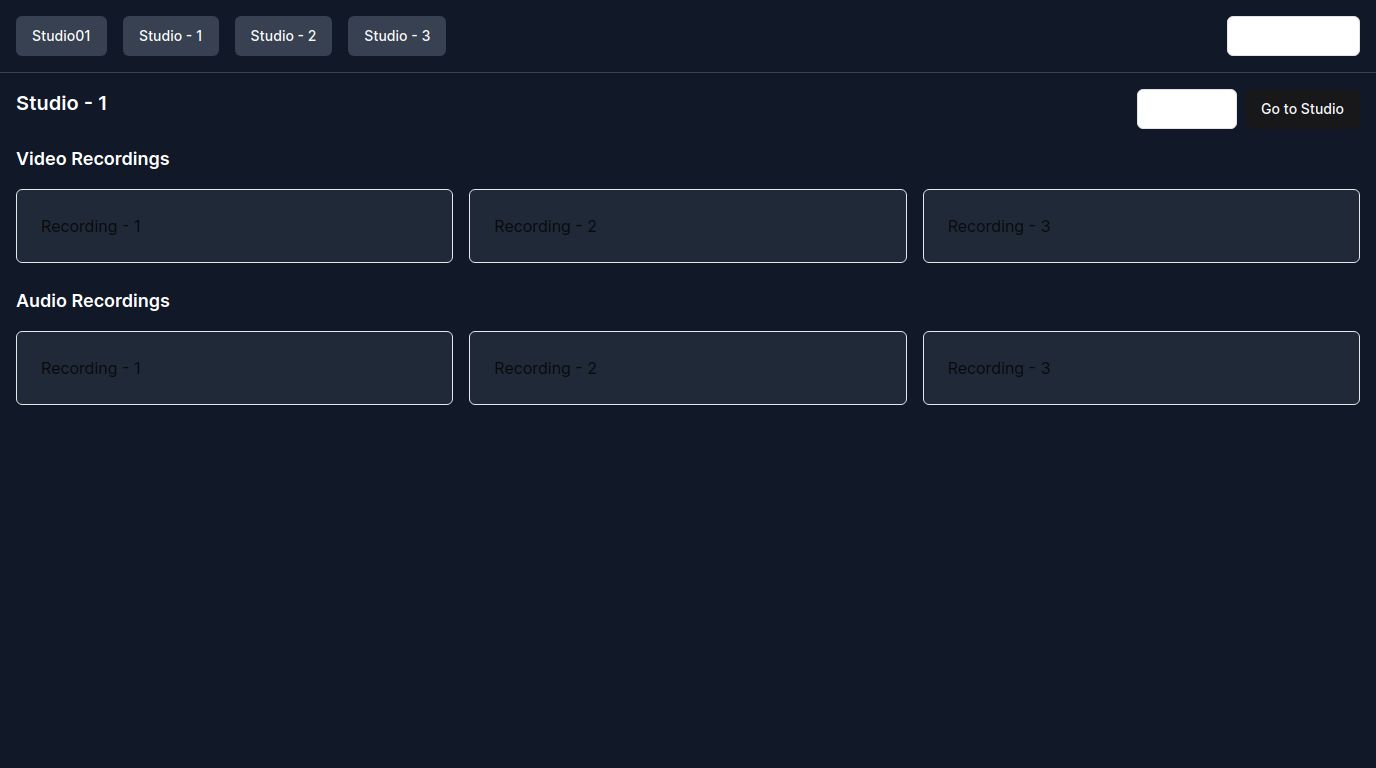 Studio01 Studio - 1 Studio - 2 Studio - 3
Studio - 1
Go to Studio
Video Recordings
Recording - 1 Recording - 2 Recording - 3
Audio Recordings
Recording - 1 Recording - 2 Recording - 3